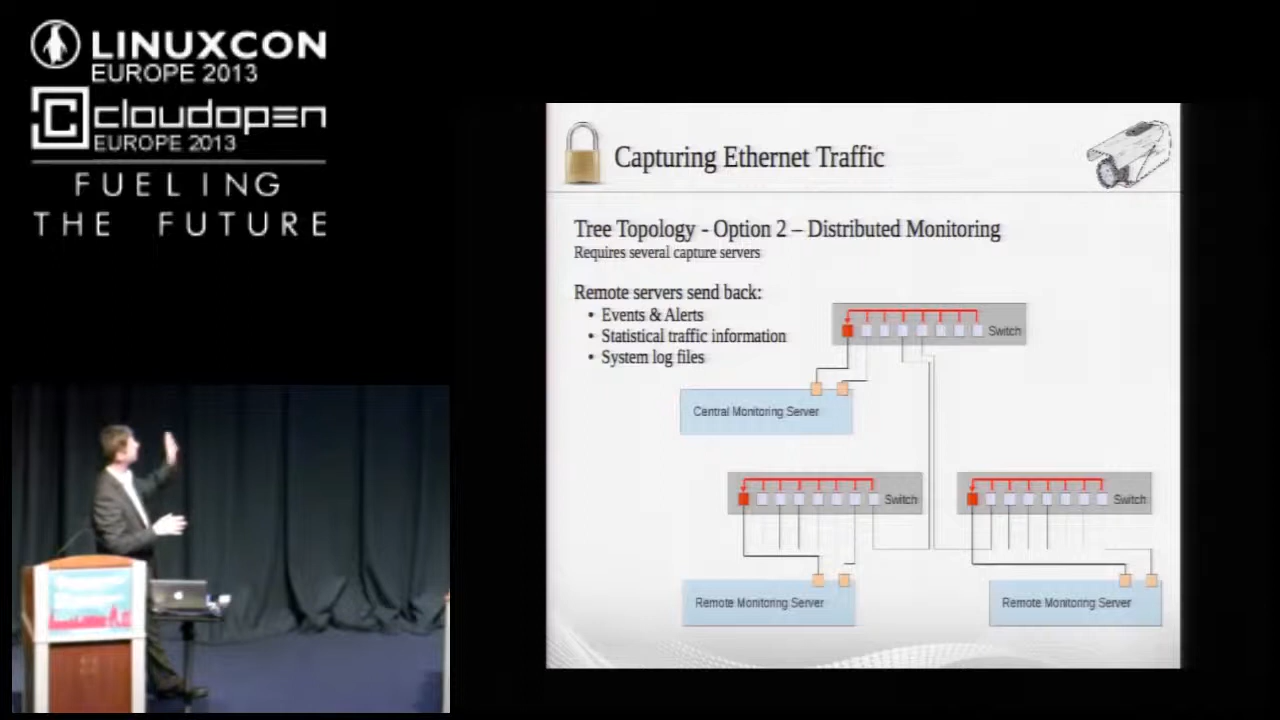 LINUXCON
EUROPE 2013
cloudopen
EUROPE 2013
FUELING
THE FUTURE
Capturing Ethernet Traffic
Tree Topology - Option 2 – Distributed Monitoring
Requires several capture servers
Remote servers send back:
• Events & Alerts
• Statistical traffic information
• System log files
Switch
Central Monitoring Server
Switch
Switch
Remote Monitoring Server
Remote Monitoring Server